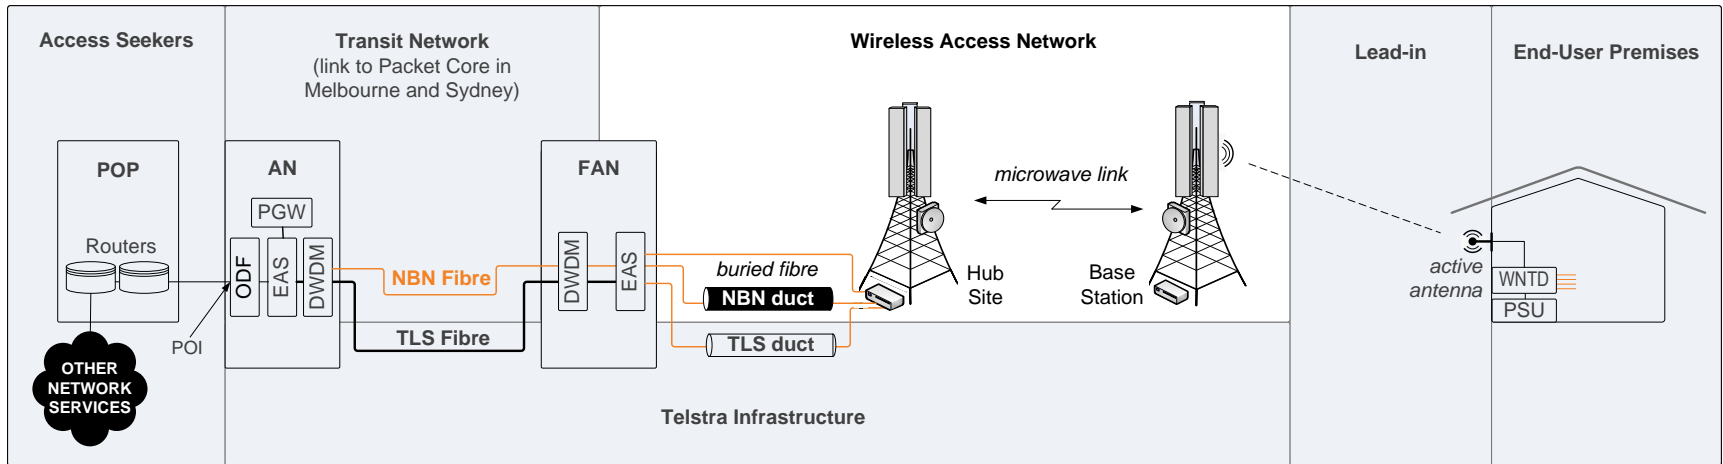 Access Seekers
Transit Network
(link to Packet Core in
Melbourne and Sydney)
Wireless Access Network
Lead-in
End-User Premises
POP
AN
FAN
PGW
Routers
ODF
EAS
DWDM
NBN Fibre
TLS Fibre
DWDM
EAS
buried fibre
NBN duct
TLS duct
microwave link
Hub
Site
Base
Station
active
antenna
WNTD
PSU
POI
OTHER
NETWORK
SERVICES
Telstra Infrastructure